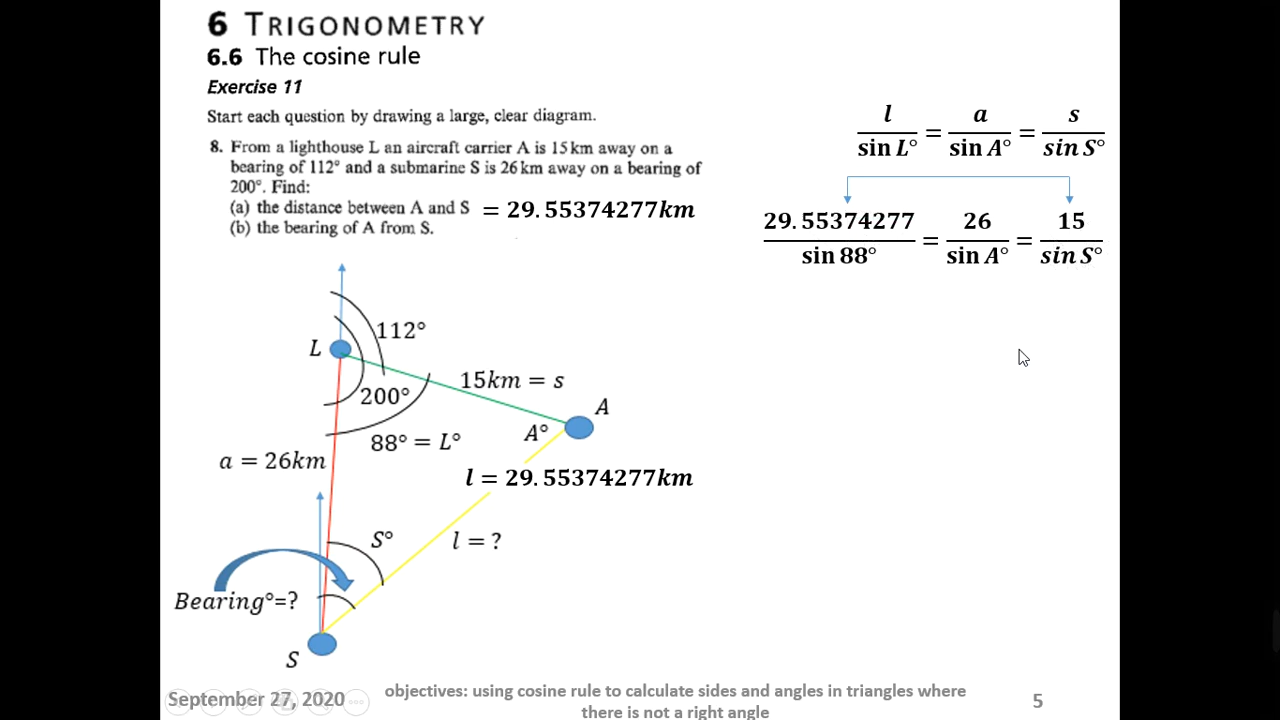 6 TRIGONOMETRY
6.6 The cosine rule
Exercise 11
Start each question by drawing a large, clear diagram.
8. From a lighthouse L an aircraft carrier A is 15 km away on a
bearing of 112° and a submarine S is 26 km away on a bearing of
200°. Find:
(a) the distance between A and S = 29.55374277km
(b) the bearing of A from S.
l/sin L° = a/sin A° = s/sin S°
29.55374277/sin 88° = 26/sin A° = 15/sin S°
112°
L
15km = s
200°
A
A°
88° = L°
a = 26km
l = 29.55374277km
S°
l = ?
Bearing°=?
S
September 27, 2020
objectives: using cosine rule to calculate sides and angles in triangles where
there is not a right angle
5